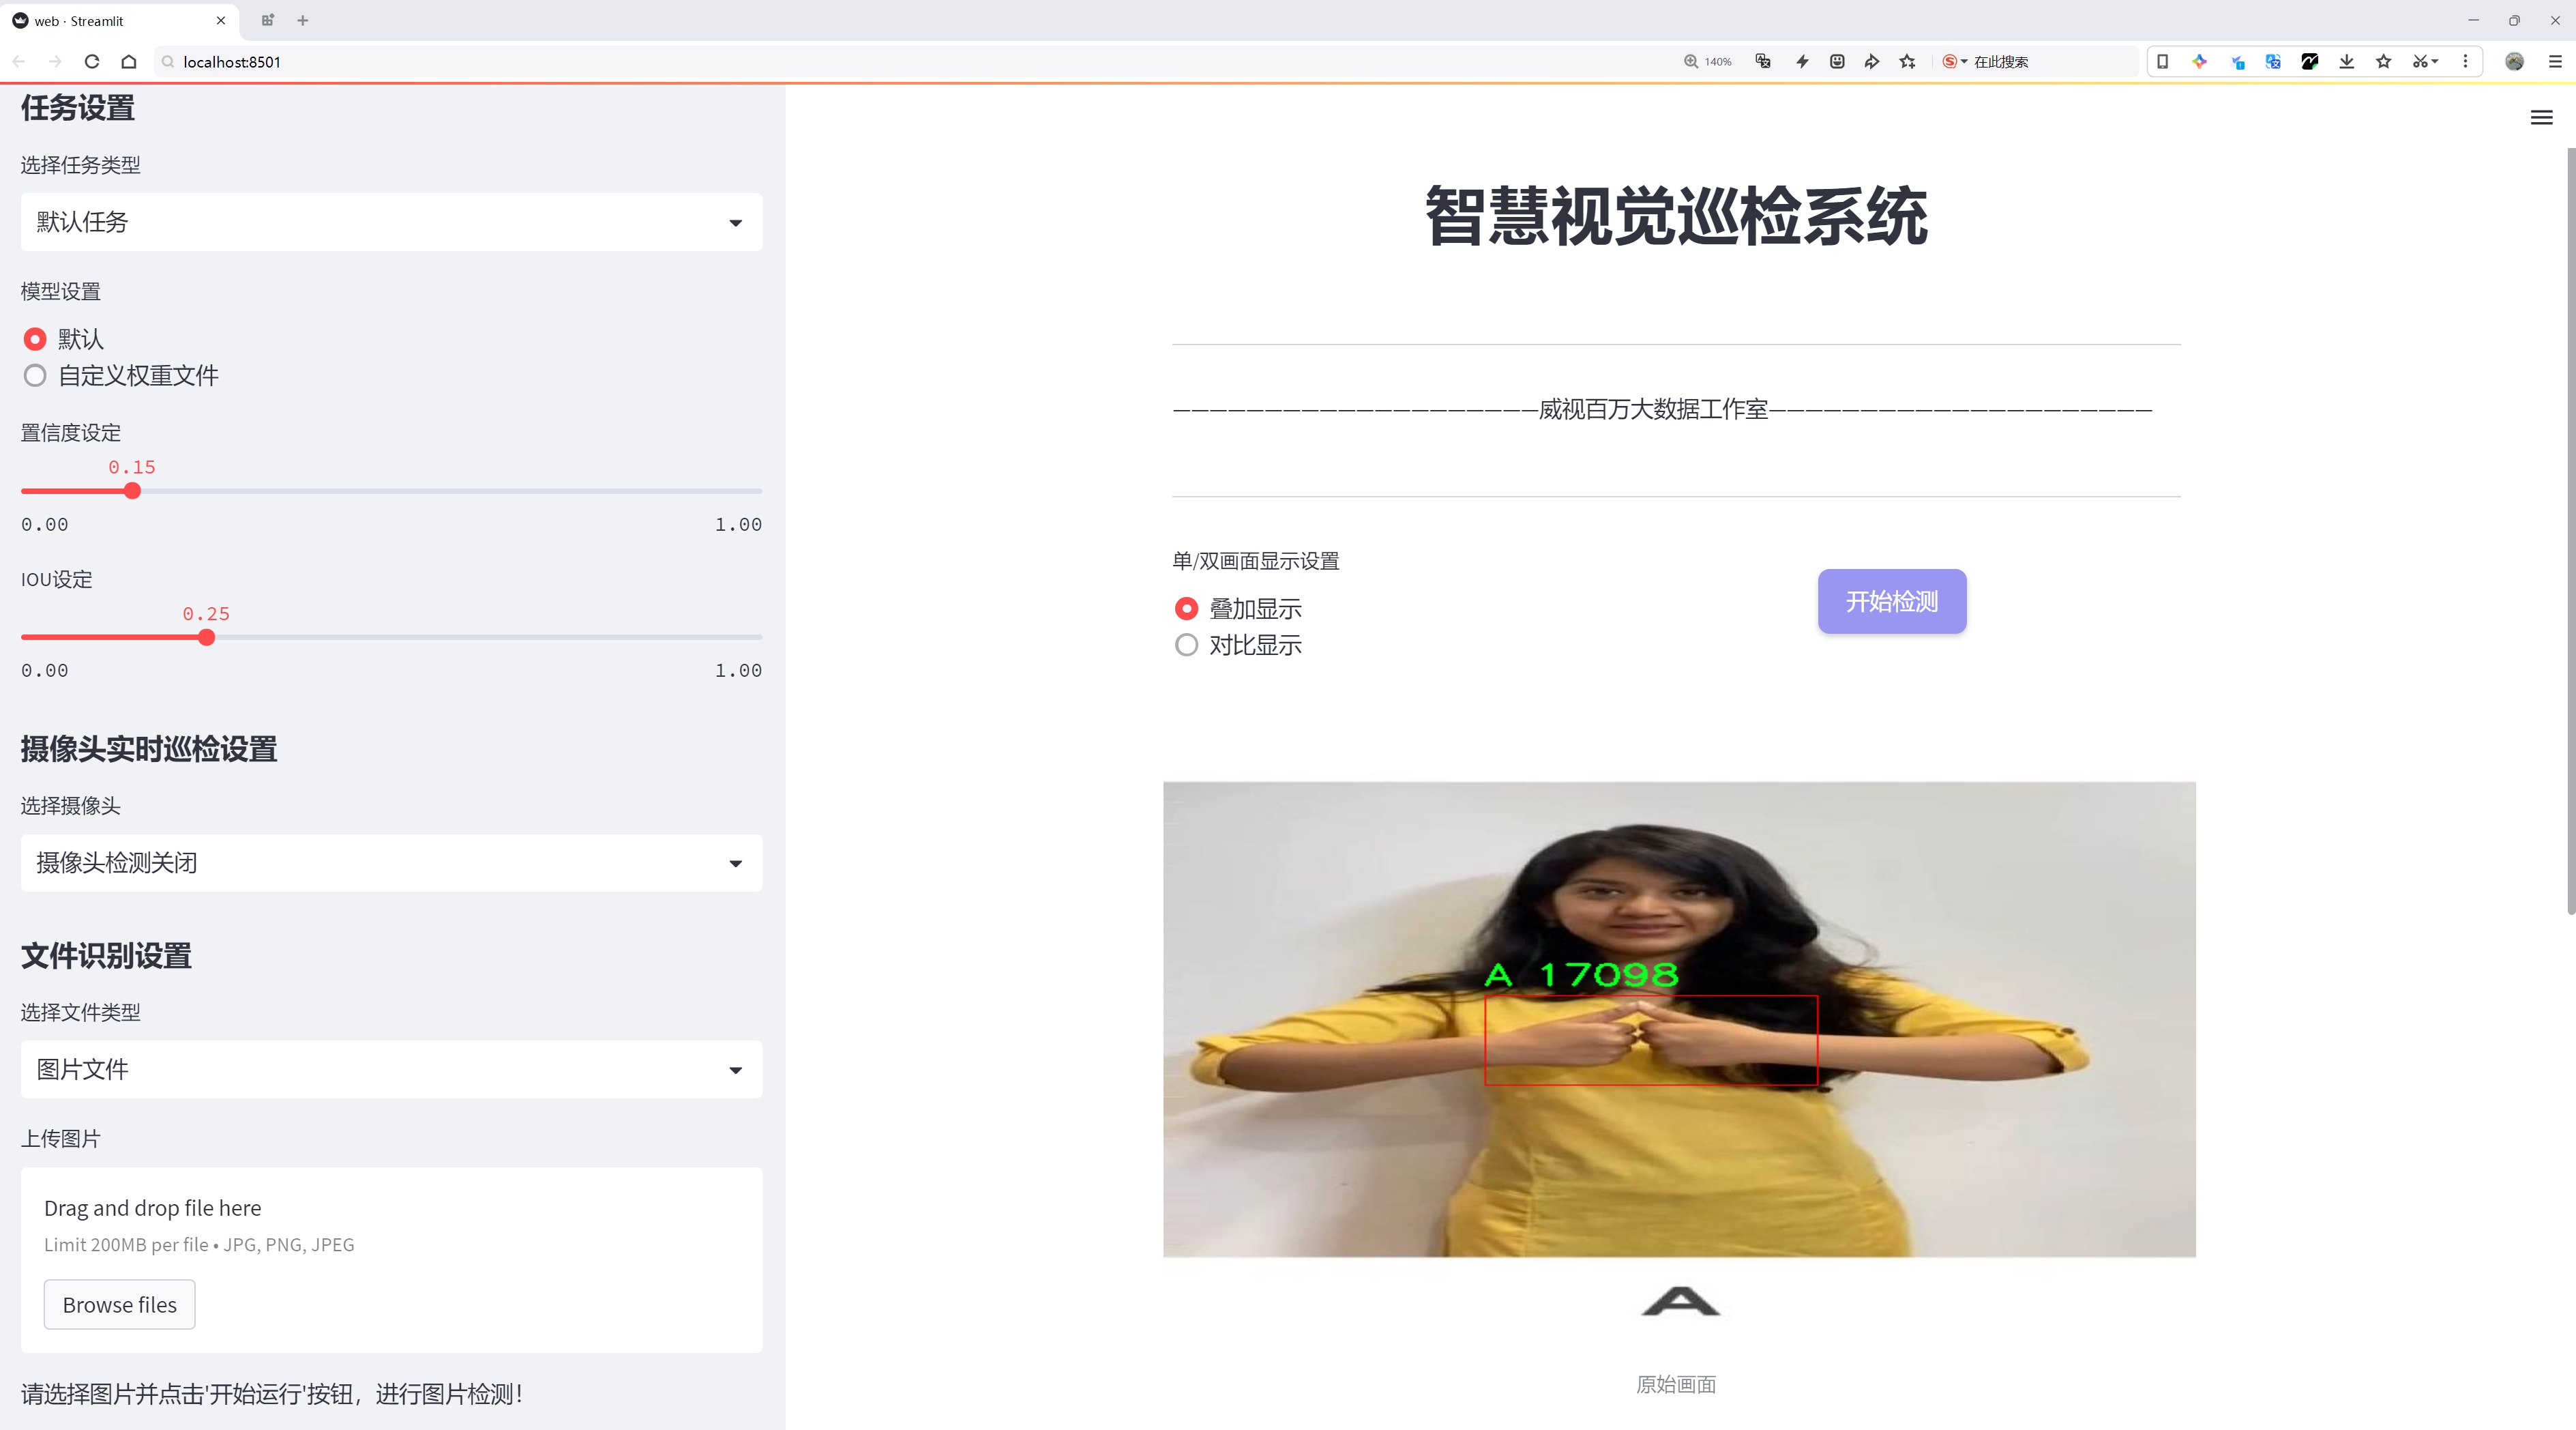 web · Streamlit
localhost:8501
140%
在此搜索
任务设置
选择任务类型
默认任务
模型设置
默认
自定义权重文件
置信度设定
0.15
0.00
1.00
IOU设定
0.25
0.00
1.00
摄像头实时巡检设置
选择摄像头
摄像头检测关闭
文件识别设置
选择文件类型
图片文件
上传图片
Drag and drop file here
Limit 200MB per file • JPG, PNG, JPEG
Browse files
请选择图片并点击'开始运行'按钮，进行图片检测！
智慧视觉巡检系统
————————————————————威视百万大数据工作室—————————————————————
单/双画面显示设置
叠加显示
对比显示
开始检测
A 17098
A
原始画面